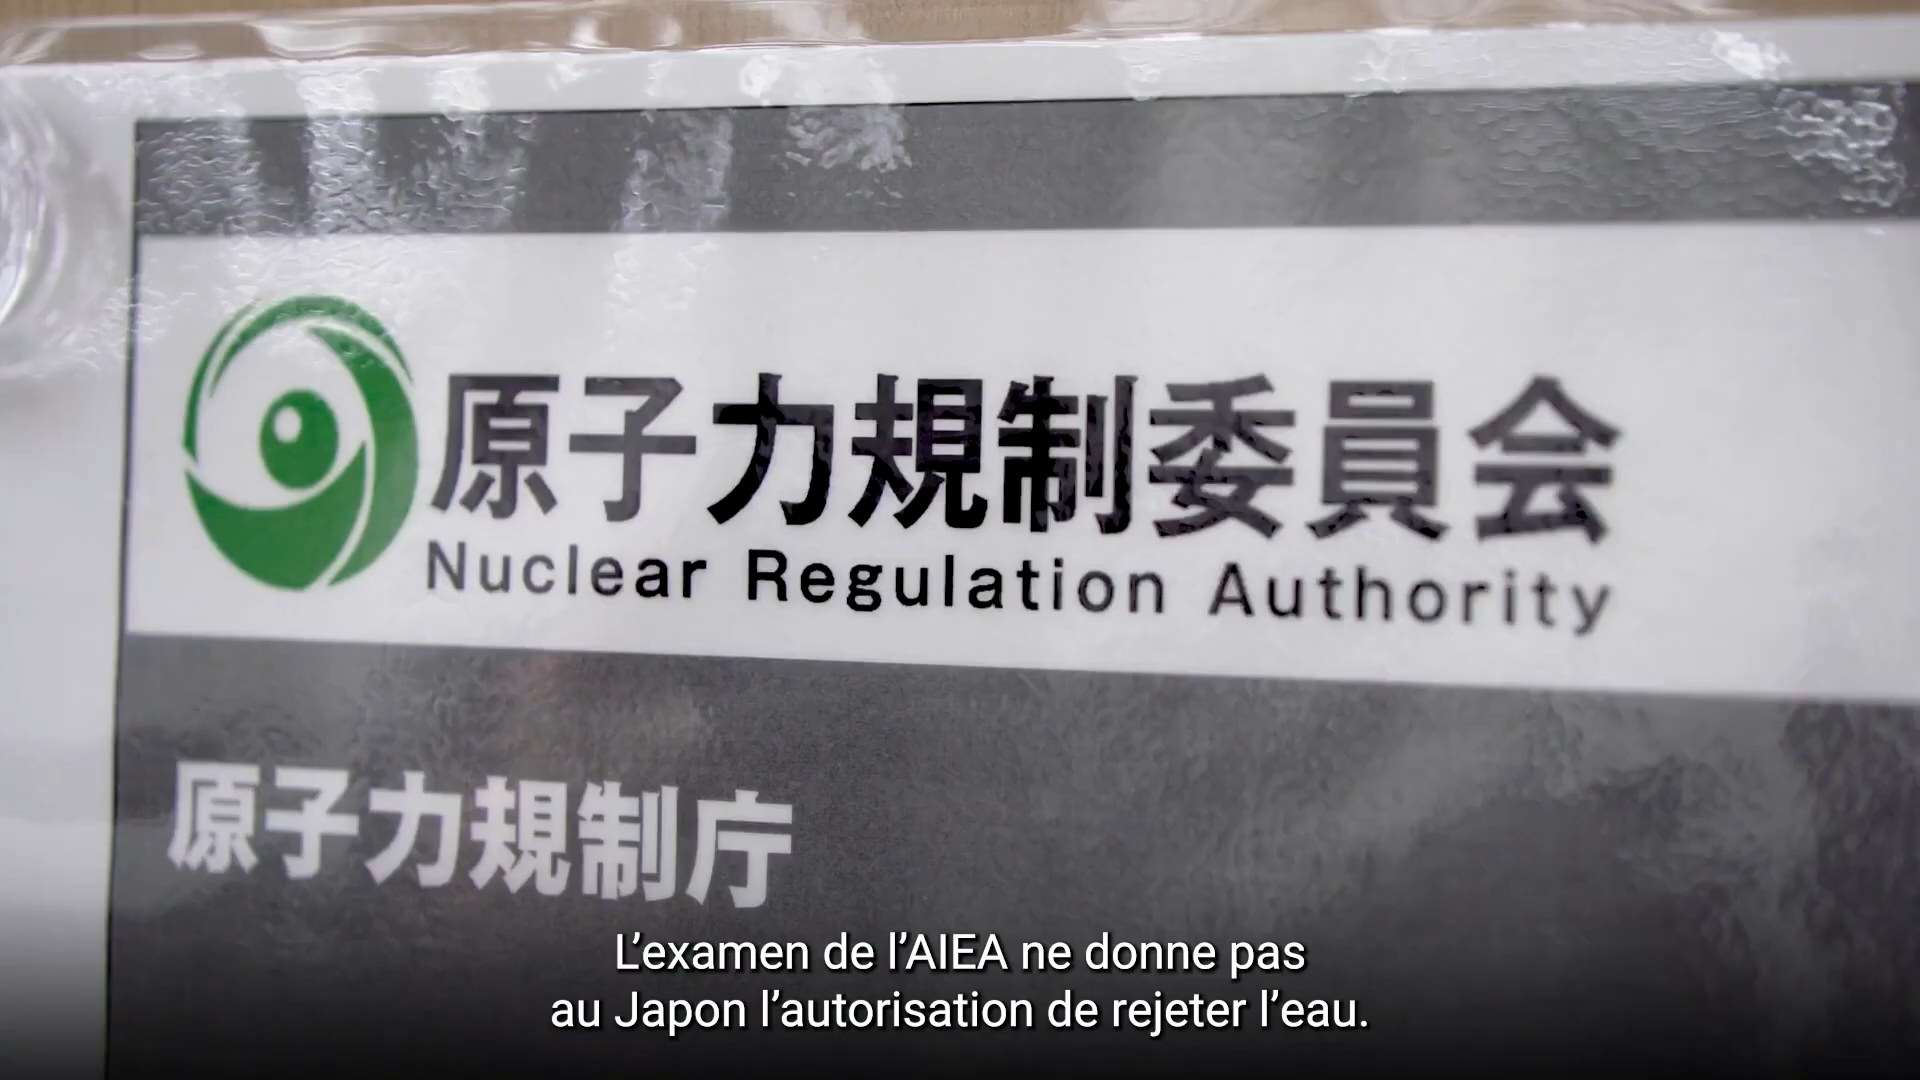 原子力規制委員会
Nuclear Regulation Authority
原子力規制庁
L’examen de l’AIEA ne donne pas
au Japon l’autorisation de rejeter l’eau.